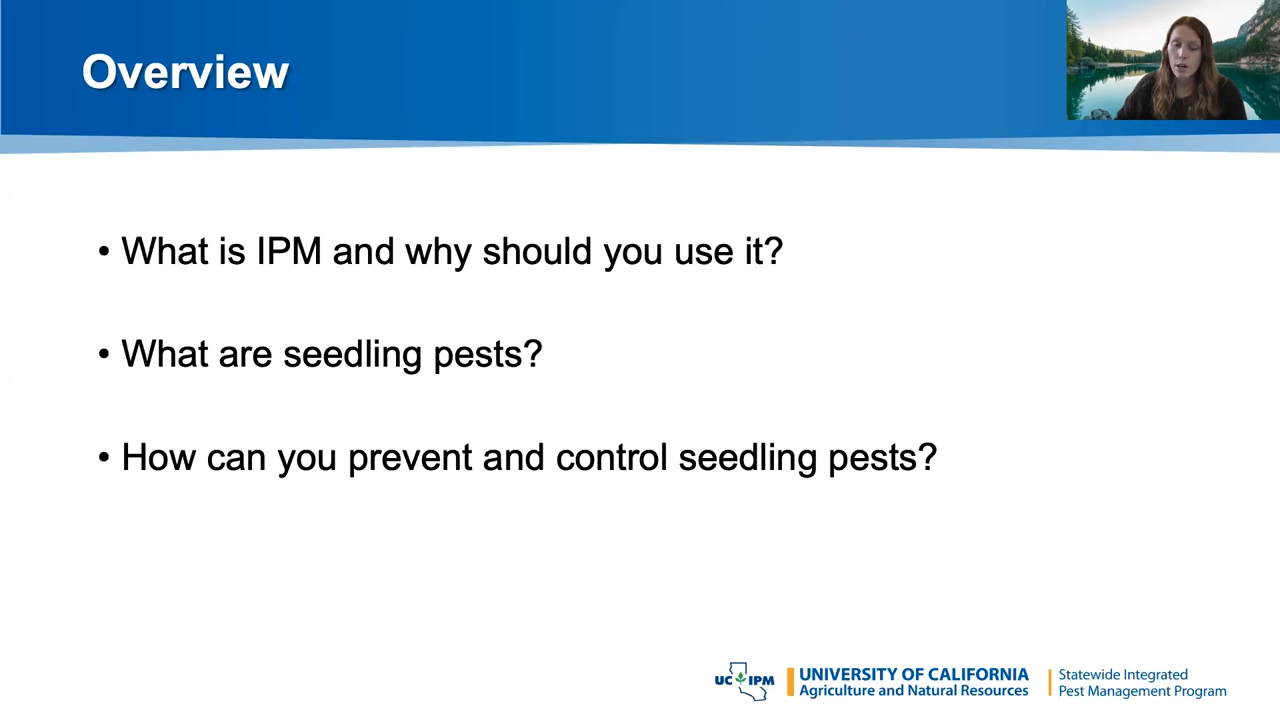 Overview
• What is IPM and why should you use it?
• What are seedling pests?
• How can you prevent and control seedling pests?
UC IPM
UNIVERSITY OF CALIFORNIA
Agriculture and Natural Resources
Statewide Integrated
Pest Management Program